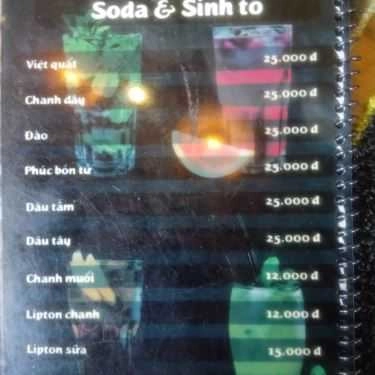 Soda & Sinh tố
Việt quất 25.000 đ
Chanh dây 25.000 đ
Đào 25.000 đ
Phúc bồn tử 25.000 đ
Dâu tằm 25.000 đ
Dâu tây 25.000 đ
Chanh muối 12.000 đ
Lipton chanh 12.000 đ
Lipton sữa 15.000 đ